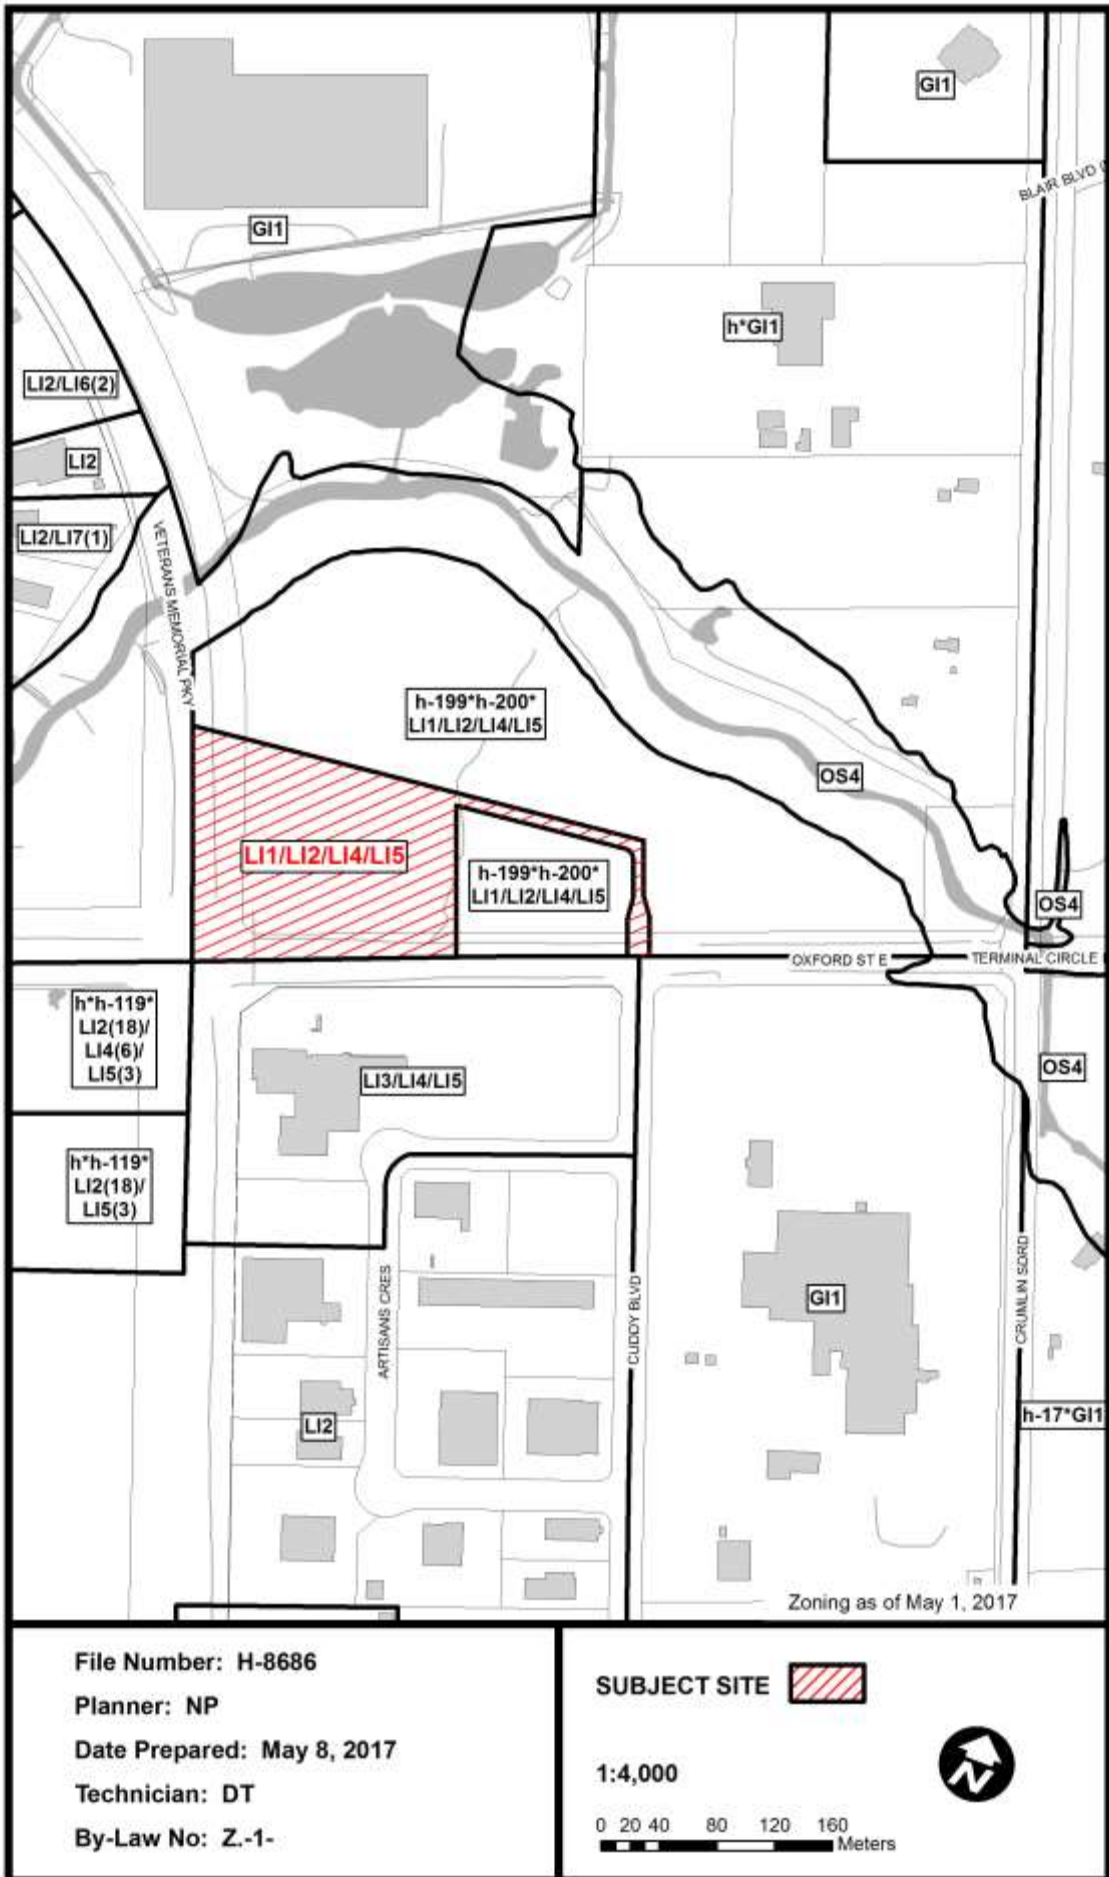 GI1
BLAIR BLVD (
GI1
h*GI1
LI2/LI6(2)
LI2
LI2/LI7(1)
VETERANS MEMORIAL PKY
h-199*h-200*
LI1/LI2/LI4/LI5
OS4
LI1/LI2/LI4/LI5
h-199*h-200*
LI1/LI2/LI4/LI5
OS4
OXFORD ST E
TERMINAL CIRCLE
h*h-119*
LI2(18)/
LI4(6)/
LI5(3)
LI3/LI4/LI5
OS4
h*h-119*
LI2(18)/
LI5(3)
ARTISANS CRES
CUDDY BLVD
GI1
CRUMLIN SDRD
LI2
h-17*GI1
Zoning as of May 1, 2017
File Number: H-8686
Planner: NP
Date Prepared: May 8, 2017
Technician: DT
By-Law No: Z.-1-
SUBJECT SITE
1:4,000
N
0 20 40 80 120 160
Meters